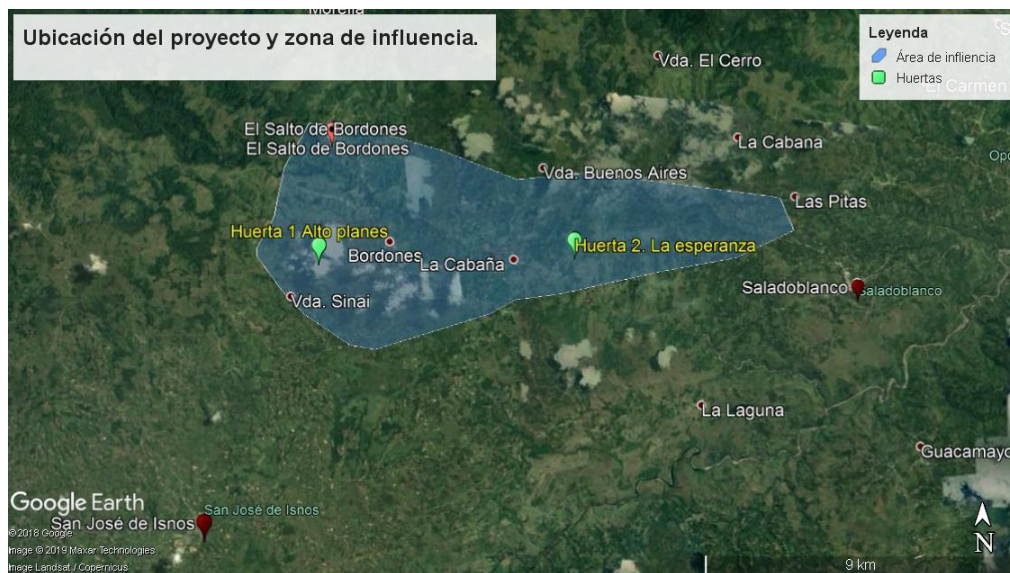 Morella
Ubicación del proyecto y zona de influencia.
Leyenda
Área de infliencia
Huertas
El Carmen
Vda. El Cerro
El Salto de Bordones
El Salto de Bordones
La Cabana
Vda. Buenos Aires
Las Pitas
Huerta 1 Alto planes
Bordones
La Cabaña
Huerta 2. La esperanza
Vda. Sinai
Saladoblanco
Saladoblanco
La Laguna
Guacamayo
Google Earth
San José de Isnos
San José de Isnos
© 2018 Google
Image © 2019 Maxar Technologies
Image Landsat / Copernicus
N
9 km